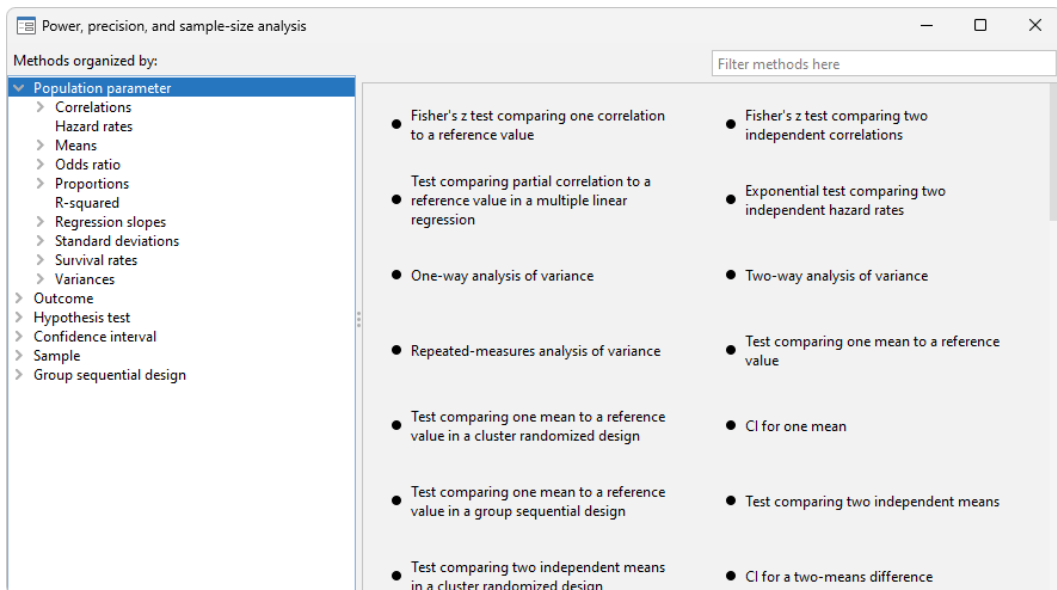 Power, precision, and sample-size analysis
Methods organized by:
Filter methods here
Population parameter
Correlations
Hazard rates
Means
Odds ratio
Proportions
R-squared
Regression slopes
Standard deviations
Survival rates
Variances
Outcome
Hypothesis test
Confidence interval
Sample
Group sequential design
Fisher's z test comparing one correlation
to a reference value
Fisher's z test comparing two
independent correlations
Test comparing partial correlation to a
reference value in a multiple linear
regression
Exponential test comparing two
independent hazard rates
One-way analysis of variance
Two-way analysis of variance
Repeated-measures analysis of variance
Test comparing one mean to a reference
value
Test comparing one mean to a reference
value in a cluster randomized design
CI for one mean
Test comparing one mean to a reference
value in a group sequential design
Test comparing two independent means
Test comparing two independent means
in a cluster randomized design
CI for a two-means difference